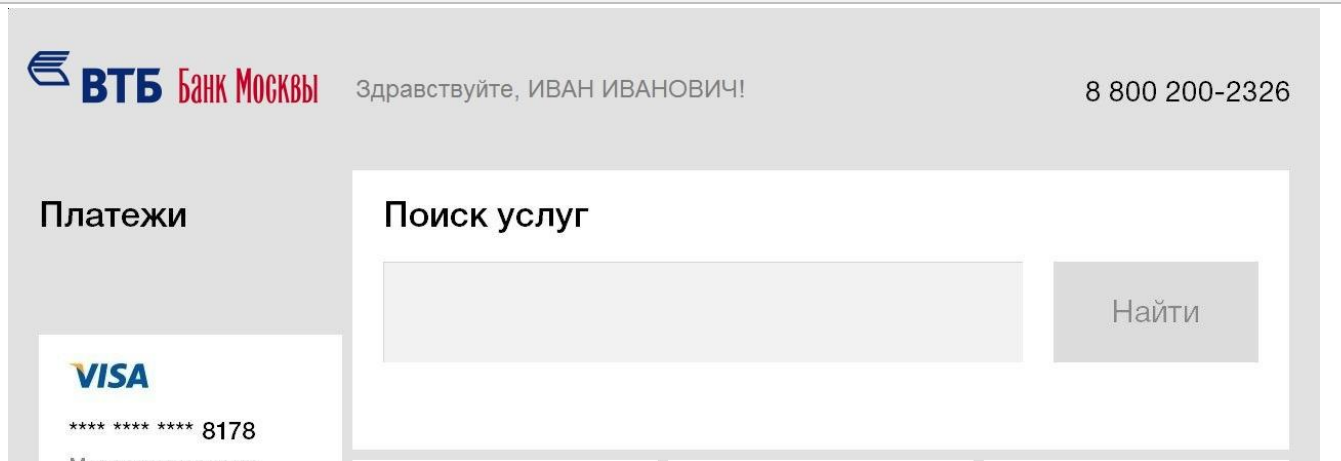 ВТБ Банк Москвы
Здравствуйте, ИВАН ИВАНОВИЧ!
8 800 200-2326
Платежи
Поиск услуг
Найти
VISA
**** **** **** 8178